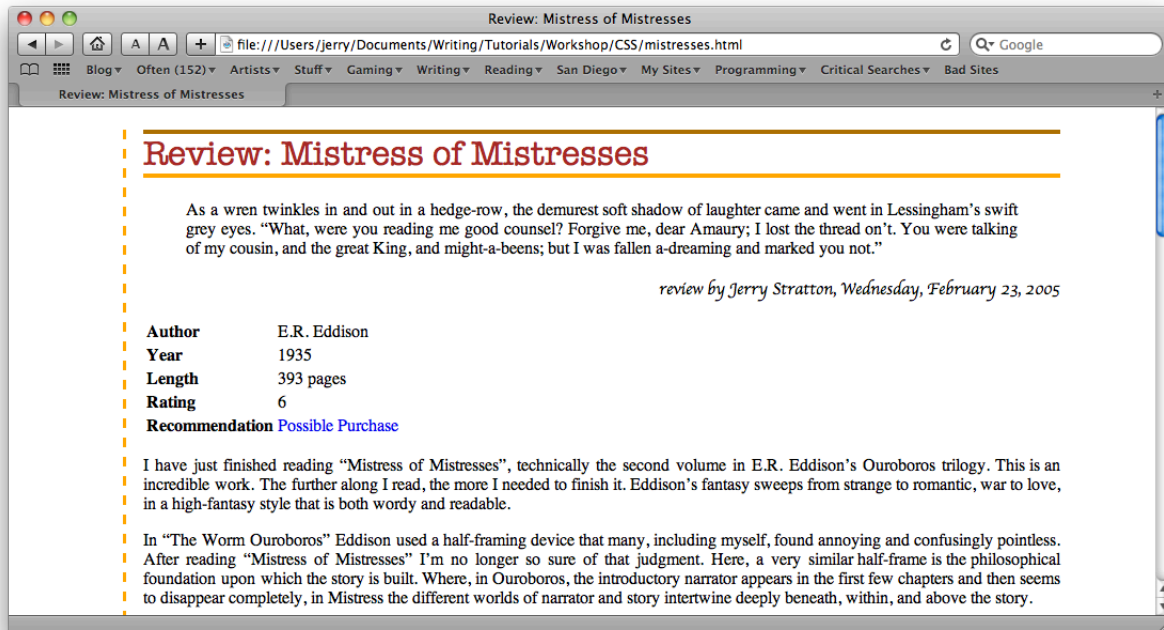 Review: Mistress of Mistresses
A A + file:///Users/jerry/Documents/Writing/Tutorials/Workshop/CSS/mistresses.html Google
Blog Often (152) Artists Stuff Gaming Writing Reading San Diego My Sites Programming Critical Searches Bad Sites
Review: Mistress of Mistresses
Review: Mistress of Mistresses
As a wren twinkles in and out in a hedge-row, the demurest soft shadow of laughter came and went in Lessingham’s swift
grey eyes. “What, were you reading me good counsel? Forgive me, dear Amaury; I lost the thread on’t. You were talking
of my cousin, and the great King, and might-a-beens; but I was fallen a-dreaming and marked you not.”
review by Jerry Stratton, Wednesday, February 23, 2005
Author E.R. Eddison
Year 1935
Length 393 pages
Rating 6
Recommendation Possible Purchase
I have just finished reading “Mistress of Mistresses”, technically the second volume in E.R. Eddison’s Ouroboros trilogy. This is an
incredible work. The further along I read, the more I needed to finish it. Eddison’s fantasy sweeps from strange to romantic, war to love,
in a high-fantasy style that is both wordy and readable.
In “The Worm Ouroboros” Eddison used a half-framing device that many, including myself, found annoying and confusingly pointless.
After reading “Mistress of Mistresses” I’m no longer so sure of that judgment. Here, a very similar half-frame is the philosophical
foundation upon which the story is built. Where, in Ouroboros, the introductory narrator appears in the first few chapters and then seems
to disappear completely, in Mistress the different worlds of narrator and story intertwine deeply beneath, within, and above the story.